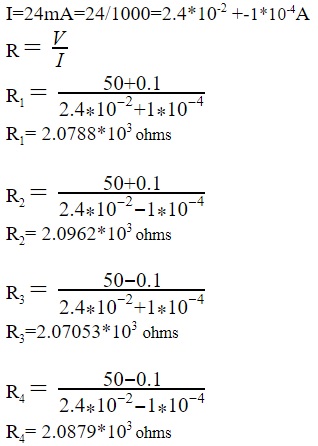 I=24mA=24/1000=2.4*10⁻² +-1*10⁻⁴A
R = V/I
R₁ = 50+0.1 / 2.4*10⁻²+1*10⁻⁴
R₁= 2.0788*10³ ohms
R₂ = 50+0.1 / 2.4*10⁻²−1*10⁻⁴
R₂= 2.0962*10³ ohms
R₃ = 50−0.1 / 2.4*10⁻²+1*10⁻⁴
R₃=2.07053*10³ ohms
R₄ = 50−0.1 / 2.4*10⁻²−1*10⁻⁴
R₄= 2.0879*10³ ohms